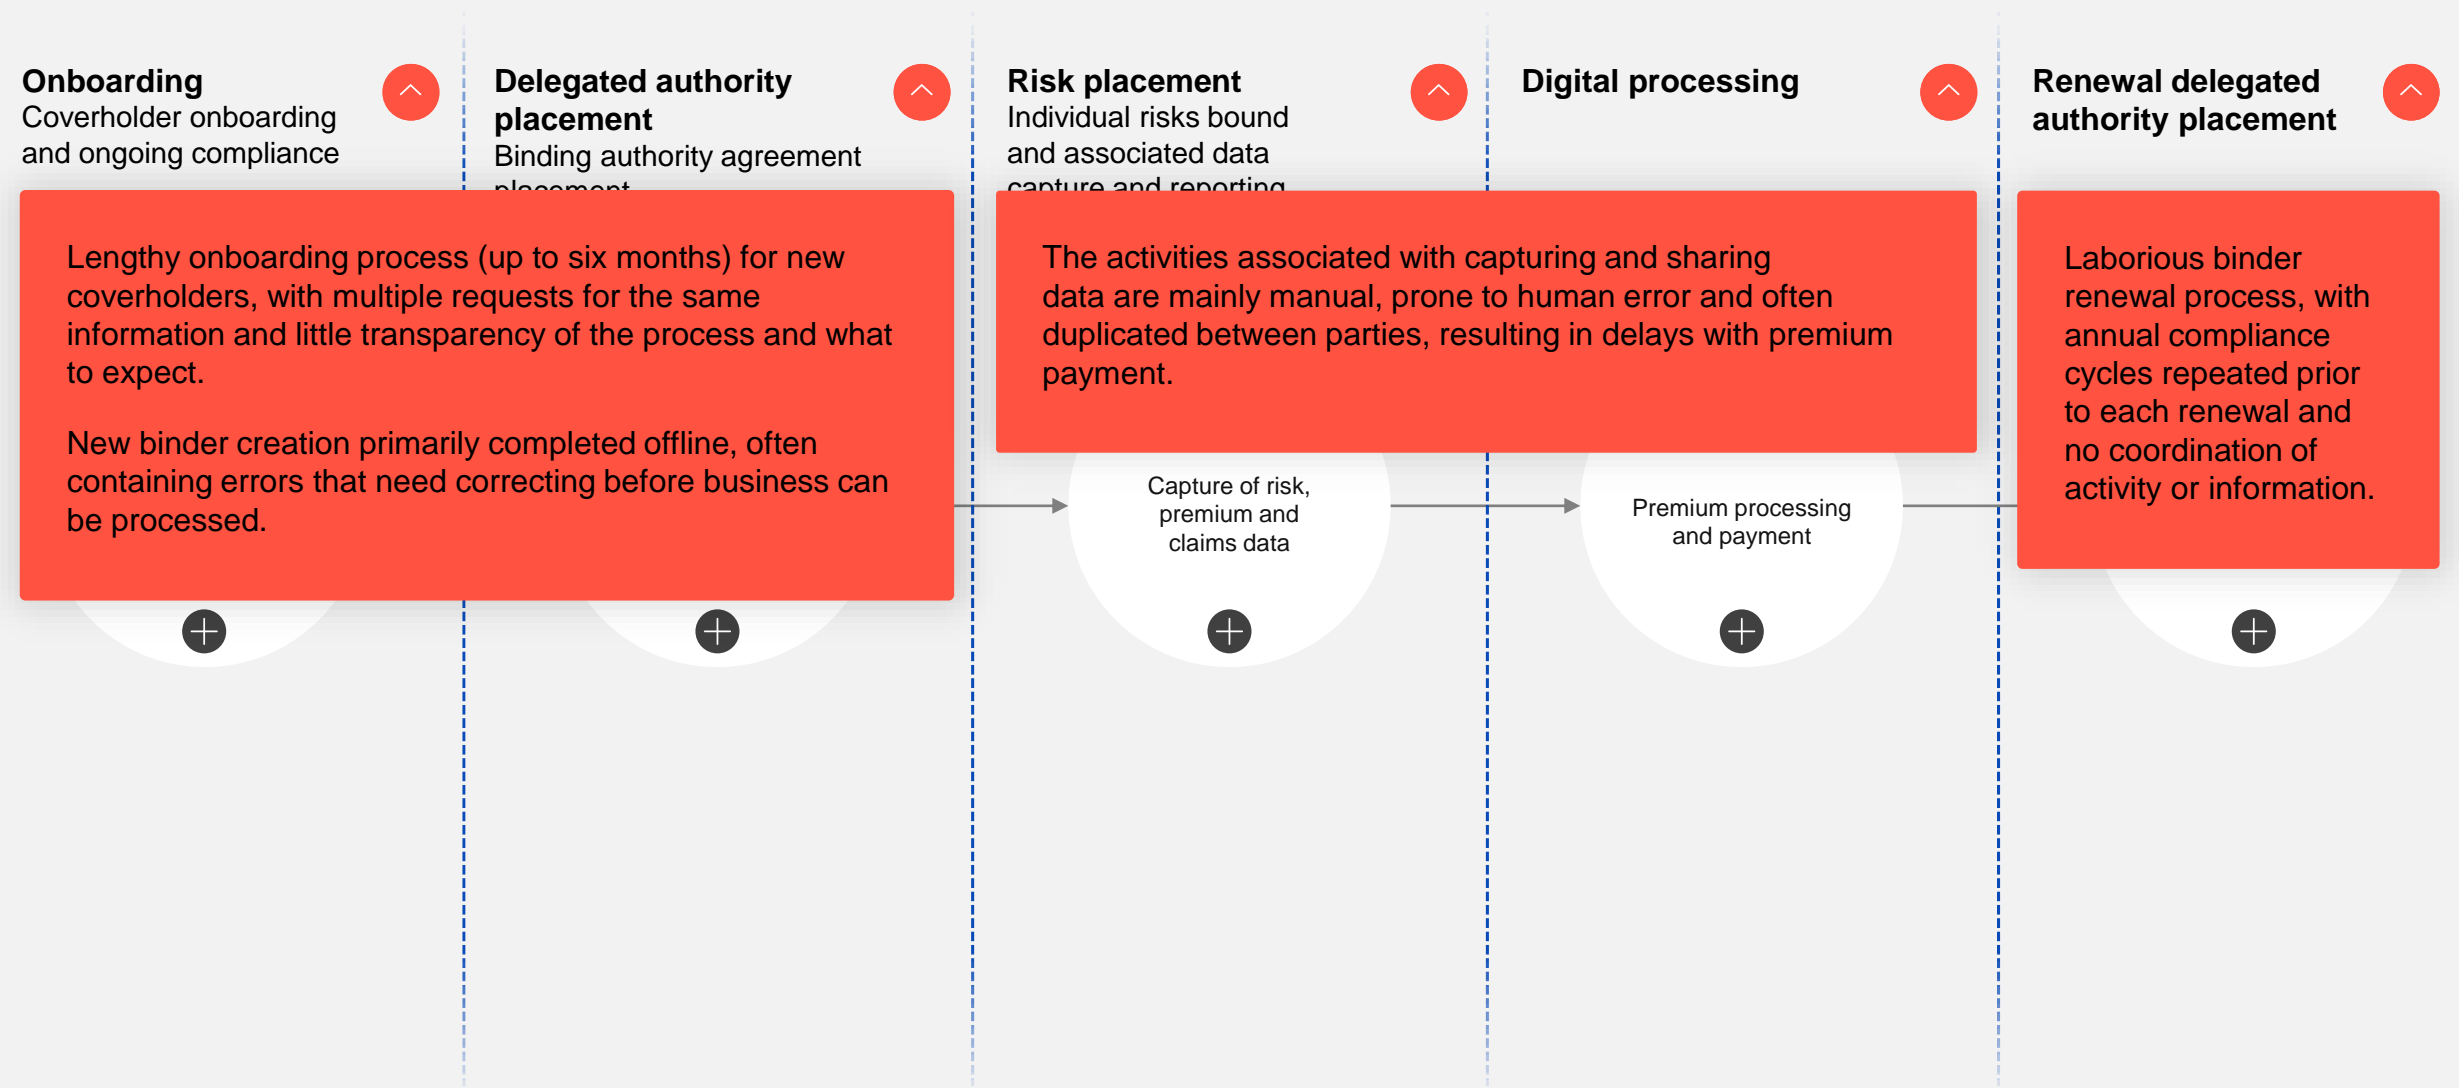 Onboarding
Coverholder onboarding
and ongoing compliance
Delegated authority
placement
Binding authority agreement
placement
Risk placement
Individual risks bound
and associated data
capture and reporting
Digital processing
Renewal delegated
authority placement
Lengthy onboarding process (up to six months) for new
coverholders, with multiple requests for the same
information and little transparency of the process and what
to expect.
New binder creation primarily completed offline, often
containing errors that need correcting before business can
be processed.
The activities associated with capturing and sharing
data are mainly manual, prone to human error and often
duplicated between parties, resulting in delays with premium
payment.
Laborious binder
renewal process, with
annual compliance
cycles repeated prior
to each renewal and
no coordination of
activity or information.
Capture of risk,
premium and
claims data
Premium processing
and payment